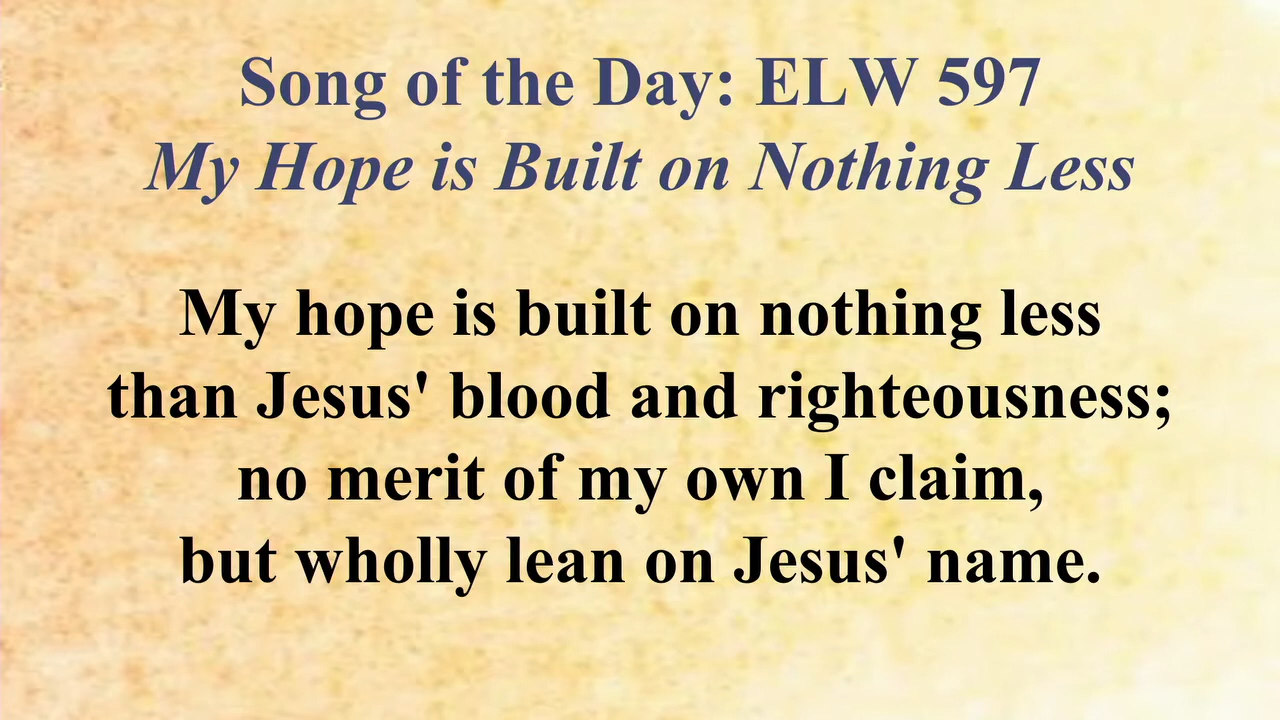 Song of the Day: ELW 597
My Hope is Built on Nothing Less
My hope is built on nothing less
than Jesus' blood and righteousness;
no merit of my own I claim,
but wholly lean on Jesus' name.